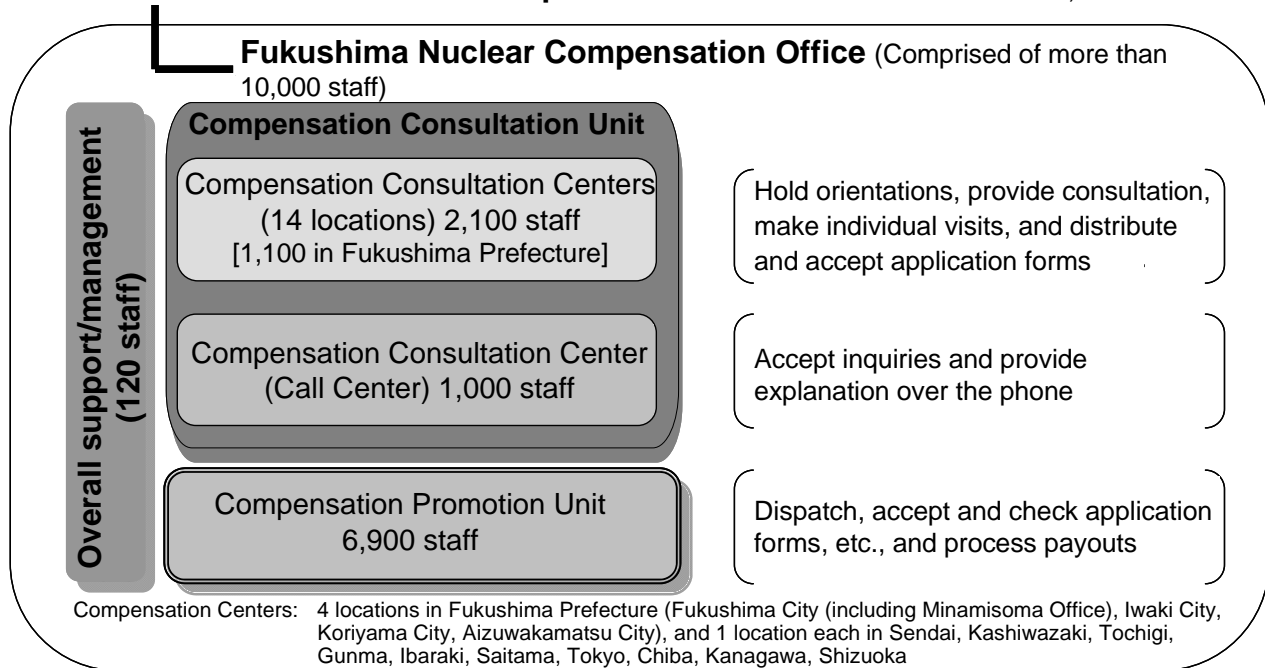 Fukushima Nuclear Compensation Office (Comprised of more than
10,000 staff)
Overall support/management
(120 staff)
Compensation Consultation Unit
Compensation Consultation Centers
(14 locations) 2,100 staff
[1,100 in Fukushima Prefecture]
Hold orientations, provide consultation,
make individual visits, and distribute
and accept application forms
Compensation Consultation Center
(Call Center) 1,000 staff
Accept inquiries and provide
explanation over the phone
Compensation Promotion Unit
6,900 staff
Dispatch, accept and check application
forms, etc., and process payouts
Compensation Centers: 4 locations in Fukushima Prefecture (Fukushima City (including Minamisoma Office), Iwaki City,
Koriyama City, Aizuwakamatsu City), and 1 location each in Sendai, Kashiwazaki, Tochigi,
Gunma, Ibaraki, Saitama, Tokyo, Chiba, Kanagawa, Shizuoka